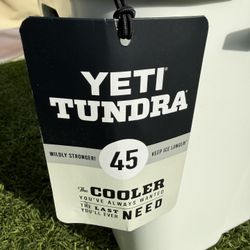 YETI
TUNDRA
WILDLY STRONGER! 45 KEEP ICE LONGER!
The COOLER
YOU'VE ALWAYS WANTED
THE LAST
YOU'LL EVER NEED